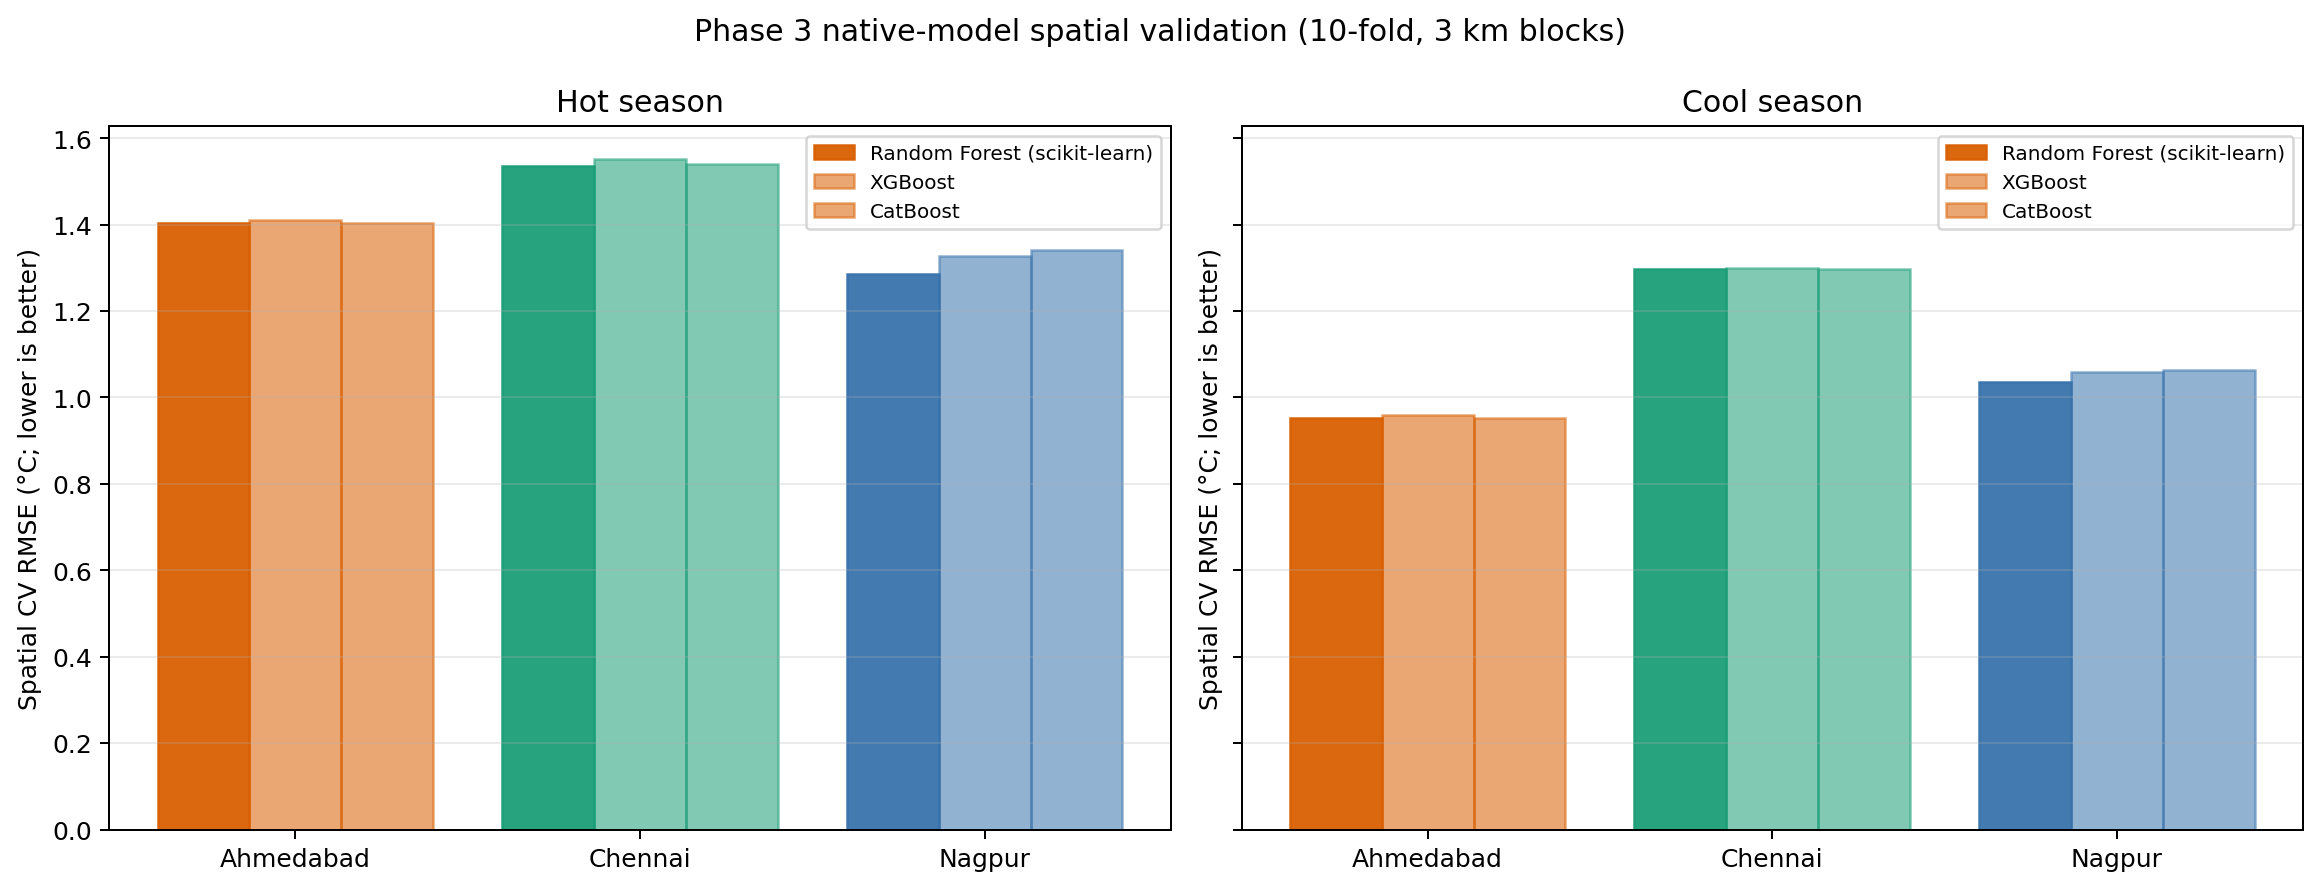 Phase 3 native-model spatial validation (10-fold, 3 km blocks)
Hot season
Spatial CV RMSE (°C; lower is better)
1.6
1.4
1.2
1.0
0.8
0.6
0.4
0.2
0.0
Random Forest (scikit-learn)
XGBoost
CatBoost
Ahmedabad
Chennai
Nagpur
Cool season
Spatial CV RMSE (°C; lower is better)
Random Forest (scikit-learn)
XGBoost
CatBoost
Ahmedabad
Chennai
Nagpur